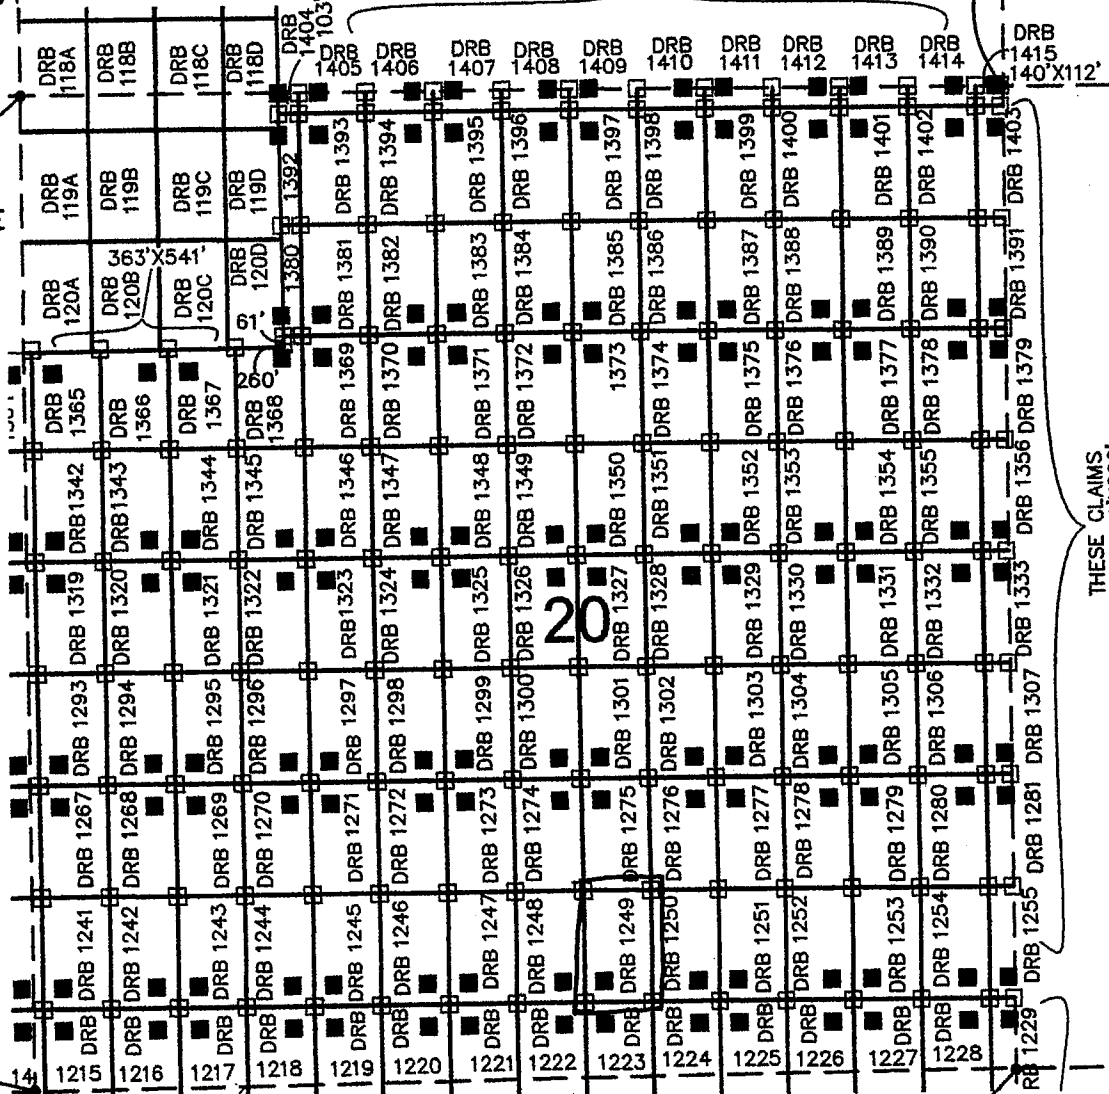 DRB 118A
DRB 118B
DRB 118C
DRB 118D
DRB 1404
103'
DRB 1405
DRB 1406
DRB 1407
DRB 1408
DRB 1409
DRB 1410
DRB 1411
DRB 1412
DRB 1413
DRB 1414
DRB 1415
140'X112'
DRB 119A
DRB 119B
DRB 119C
DRB 119D
1392
DRB 1393
DRB 1394
DRB 1395
DRB 1396
DRB 1397
DRB 1398
DRB 1399
DRB 1400
DRB 1401
DRB 1402
DRB 1403
363'X541'
DRB 120A
DRB 120B
DRB 120C
DRB 120D
1380
DRB 1381
DRB 1382
DRB 1383
DRB 1384
DRB 1385
DRB 1386
DRB 1387
DRB 1388
DRB 1389
DRB 1390
DRB 1391
61'
260'
DRB 1365
DRB 1366
DRB 1367
DRB 1368
DRB 1369
DRB 1370
DRB 1371
DRB 1372
1373
DRB 1374
DRB 1375
DRB 1376
DRB 1377
DRB 1378
DRB 1379
DRB1342
DRB1343
DRB 1344
DRB 1345
DRB 1346
DRB 1347
DRB 1348
DRB 1349
DRB 1350
DRB 1351
DRB 1352
DRB 1353
DRB 1354
DRB 1355
DRB 1356
THESE CLAIMS
DRB 1319
DRB 1320
DRB 1321
DRB 1322
DRB1323
DRB 1324
DRB 1325
DRB 1326
20
DRB 1327
DRB 1328
DRB 1329
DRB 1330
DRB 1331
DRB 1332
DRB 1333
DRB 1293
DRB 1294
DRB 1295
DRB 1296
DRB 1297
DRB 1298
DRB 1299
DRB 1300
DRB 1301
DRB 1302
DRB 1303
DRB 1304
DRB 1305
DRB 1306
DRB 1307
DRB 1267
DRB 1268
DRB 1269
DRB 1270
DRB 1271
DRB 1272
DRB 1273
DRB 1274
DRB 1275
DRB 1276
DRB 1277
DRB 1278
DRB 1279
DRB 1280
DRB 1281
DRB 1241
DRB 1242
DRB 1243
DRB 1244
DRB 1245
DRB 1246
DRB 1247
DRB 1248
DRB 1249
DRB 1250
DRB 1251
DRB 1252
DRB 1253
DRB 1254
DRB 1255
14
DRB 1215
DRB 1216
DRB 1217
DRB 1218
DRB 1219
DRB 1220
DRB 1221
DRB 1222
DRB 1223
DRB 1224
DRB 1225
DRB 1226
DRB 1227
DRB 1228
RB 1229